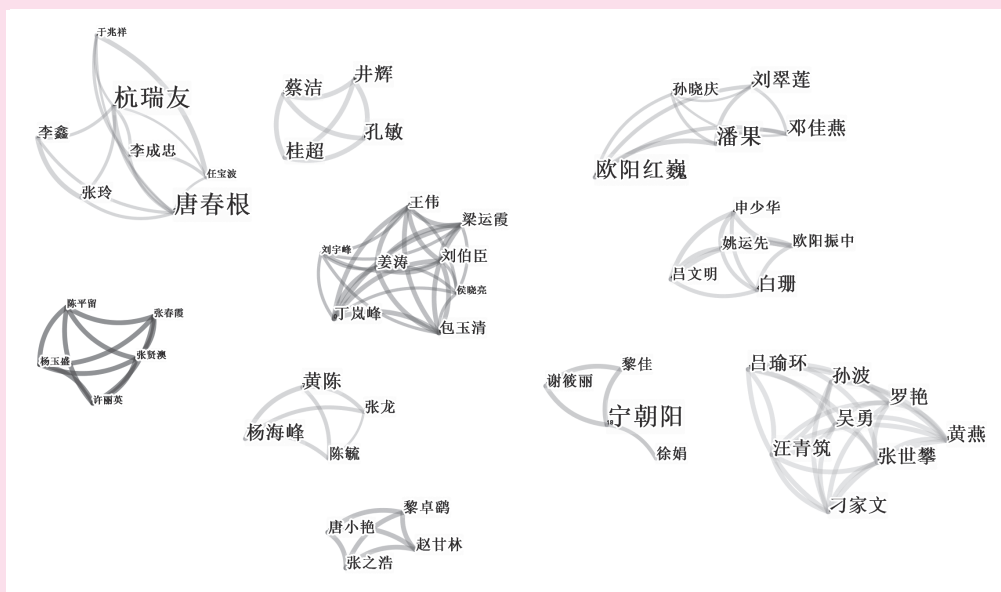 于兆祥
杭瑞友
李鑫
李成忠
任宝波
张玲
唐春根
蔡洁
井辉
孔敏
桂超
孙晓庆
刘翠莲
潘果
邓佳燕
欧阳红巍
王伟
梁运霞
刘宇峰
姜涛
刘伯臣
侯晓亮
丁岚峰
包玉清
申少华
姚运先
欧阳振中
吕文明
白珊
陈平留
张春霞
杨玉盛
张贤澳
许丽英
黄陈
张龙
杨海峰
陈毓
黎佳
谢筱丽
宁朝阳
徐娟
吕瑜环
孙波
罗艳
吴勇
黄燕
汪青筑
张世攀
刁家文
黎卓鹞
唐小艳
赵甘林
张之浩